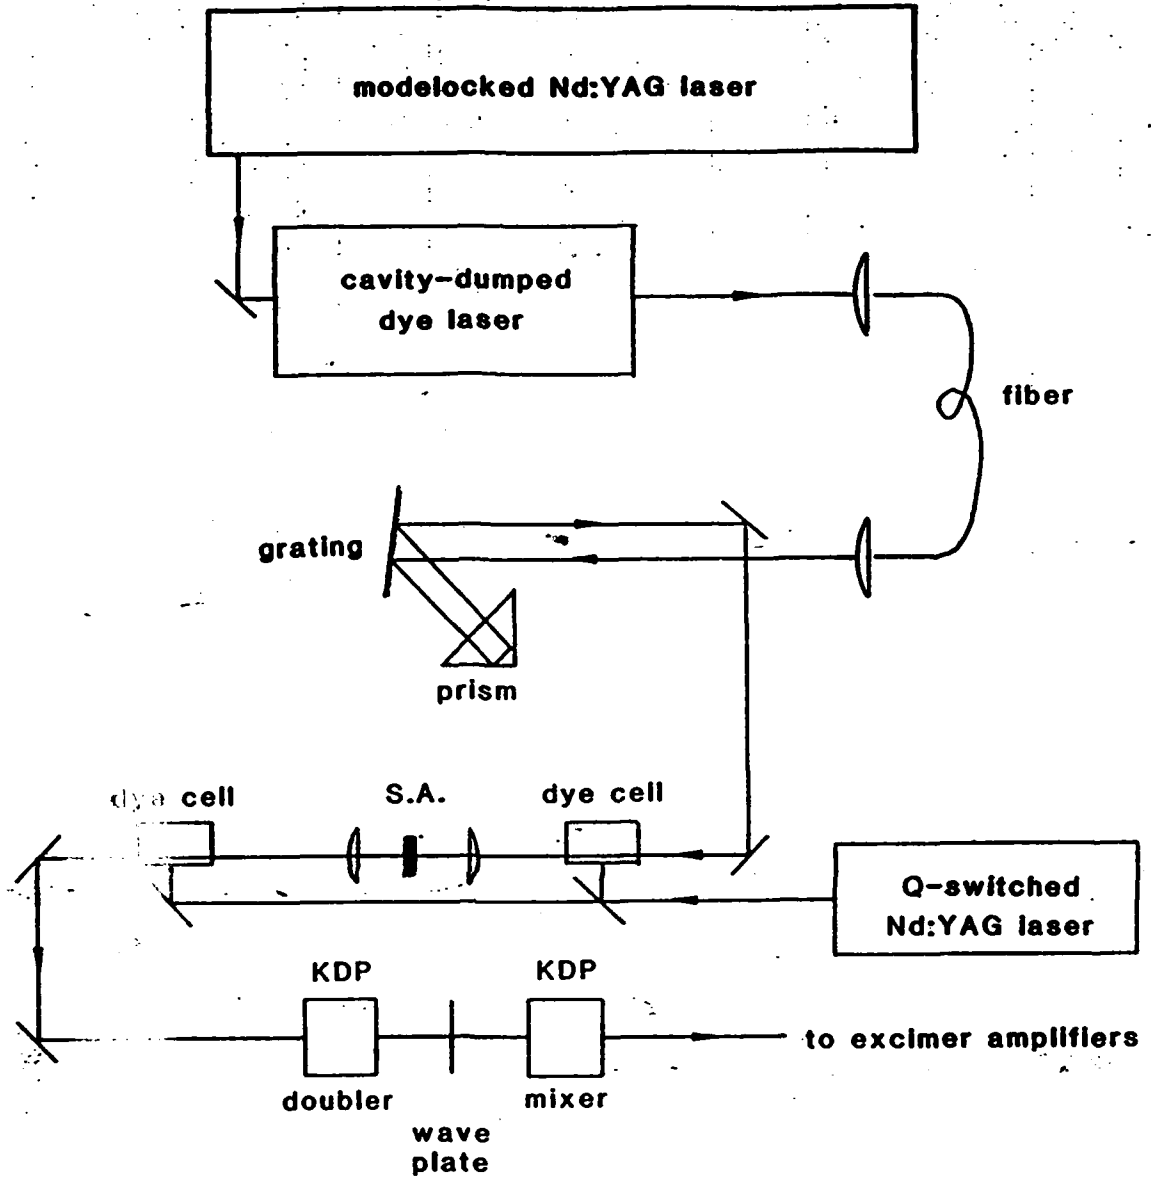 modelocked Nd:YAG laser
cavity-dumped
dye laser
fiber
grating
prism
dye cell
S.A.
dye cell
Q-switched
Nd:YAG laser
KDP
KDP
to excimer amplifiers
doubler
mixer
wave
plate